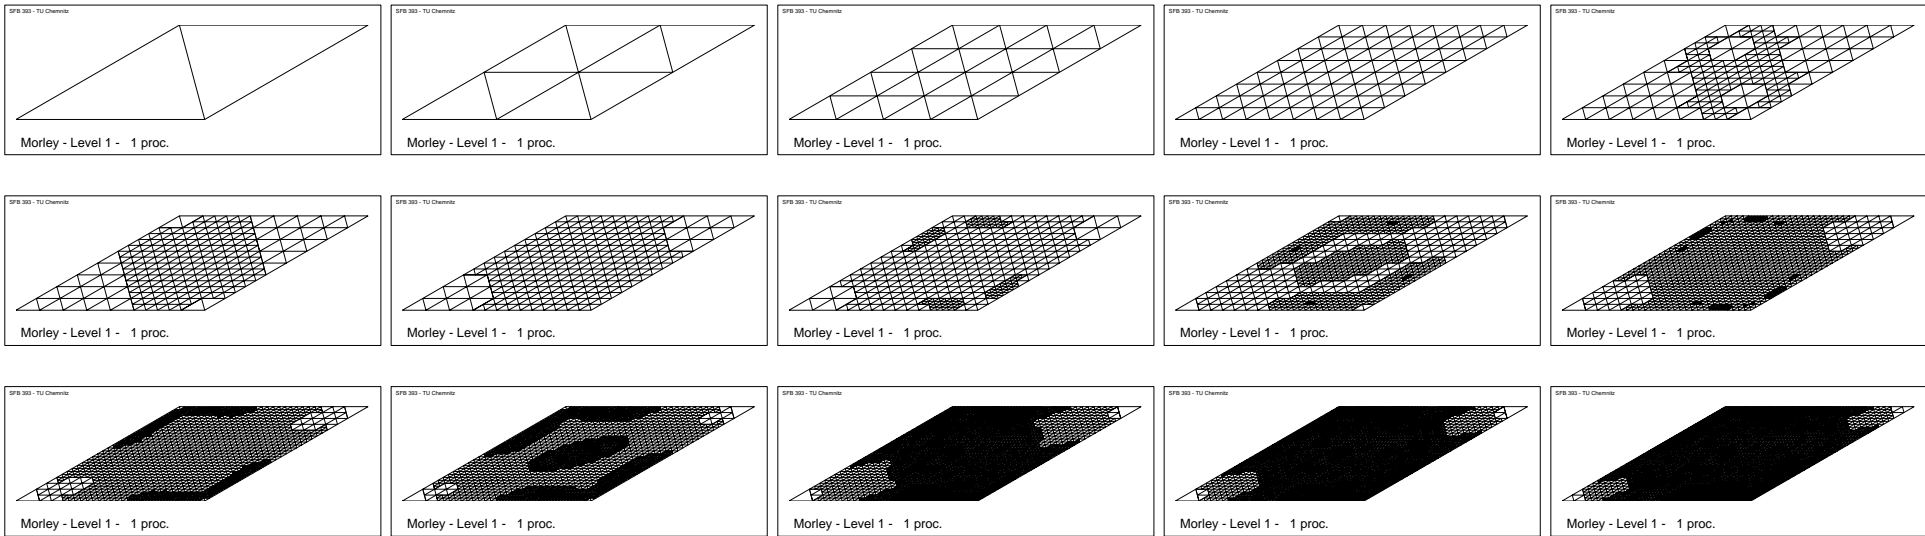 SFB 393 - TU Chemnitz
SFB 393 - TU Chemnitz
SFB 393 - TU Chemnitz
SFB 393 - TU Chemnitz
SFB 393 - TU Chemnitz
Morley - Level 1 - 1 proc.
Morley - Level 1 - 1 proc.
Morley - Level 1 - 1 proc.
Morley - Level 1 - 1 proc.
Morley - Level 1 - 1 proc.
SFB 393 - TU Chemnitz
SFB 393 - TU Chemnitz
SFB 393 - TU Chemnitz
SFB 393 - TU Chemnitz
SFB 393 - TU Chemnitz
Morley - Level 1 - 1 proc.
Morley - Level 1 - 1 proc.
Morley - Level 1 - 1 proc.
Morley - Level 1 - 1 proc.
Morley - Level 1 - 1 proc.
SFB 393 - TU Chemnitz
SFB 393 - TU Chemnitz
SFB 393 - TU Chemnitz
SFB 393 - TU Chemnitz
SFB 393 - TU Chemnitz
Morley - Level 1 - 1 proc.
Morley - Level 1 - 1 proc.
Morley - Level 1 - 1 proc.
Morley - Level 1 - 1 proc.
Morley - Level 1 - 1 proc.